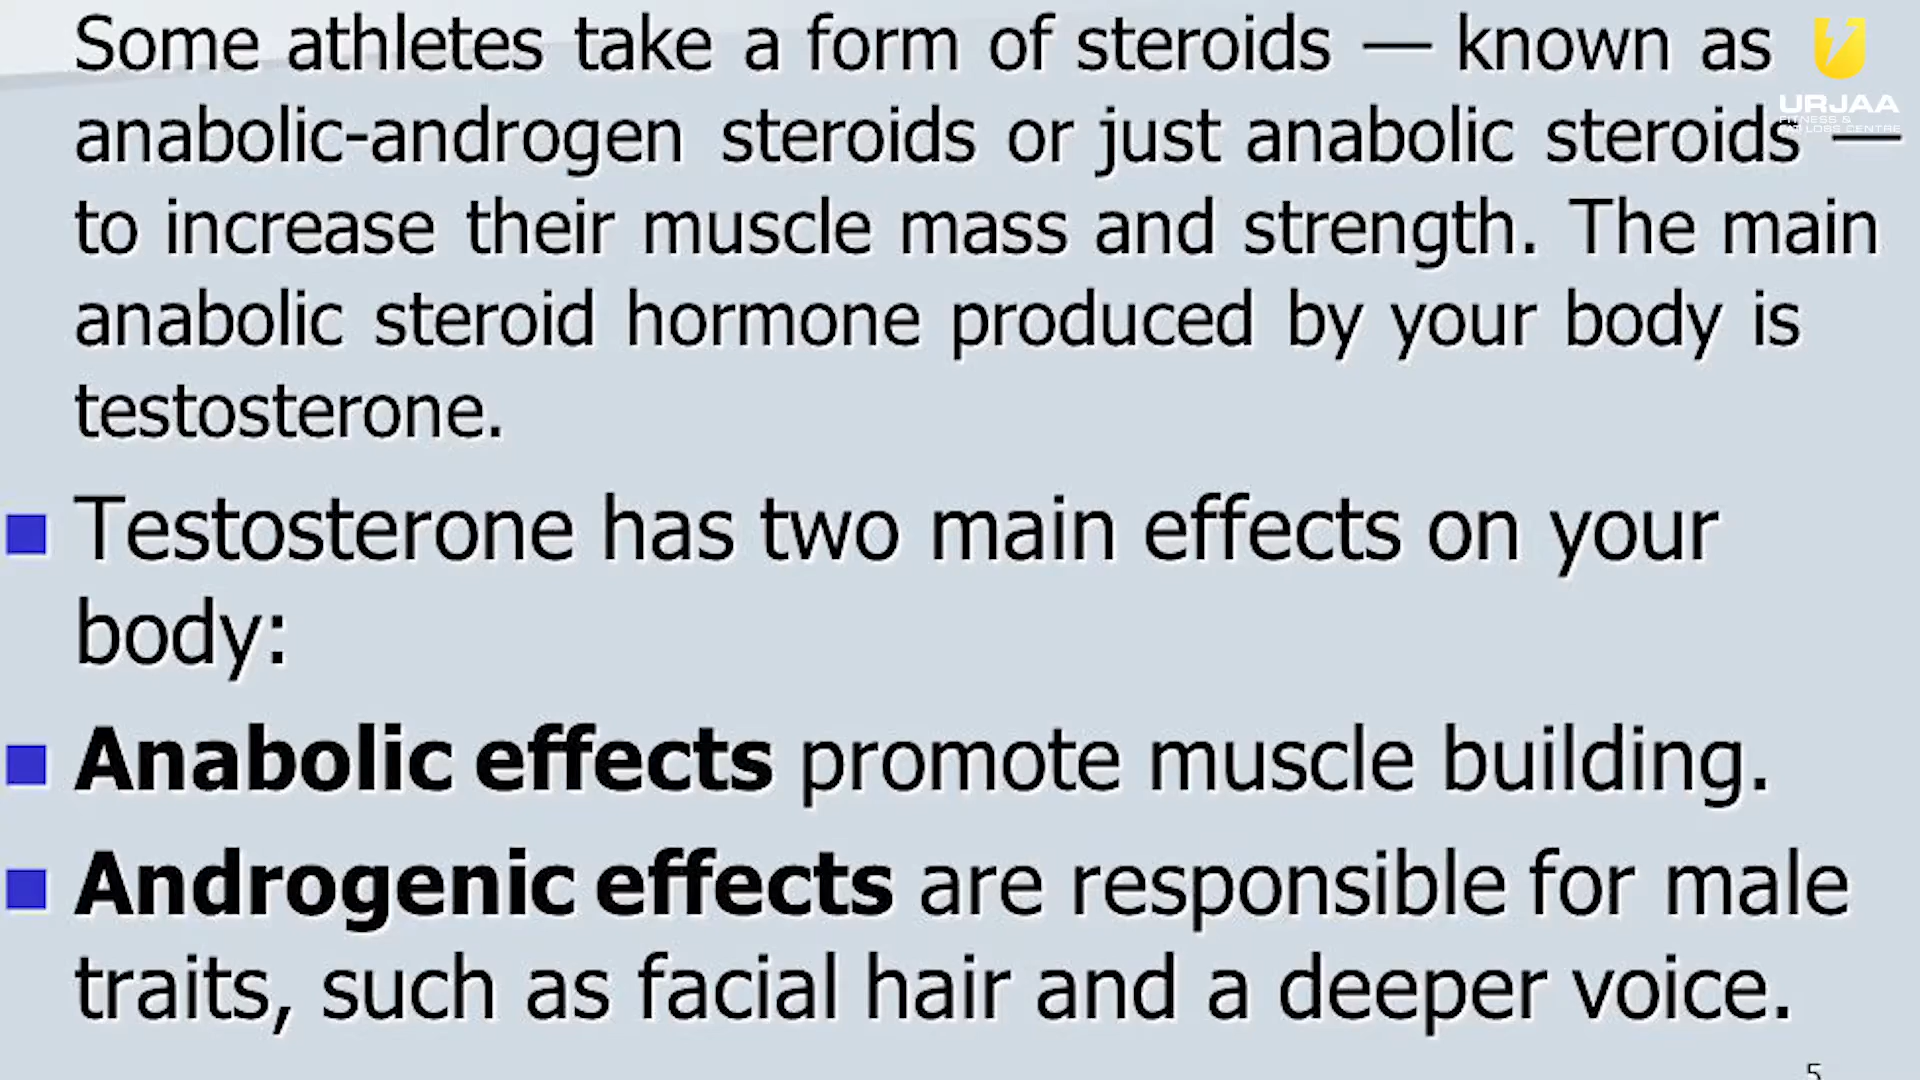 Some athletes take a form of steroids — known as
anabolic-androgen steroids or just anabolic steroids —
to increase their muscle mass and strength. The main
anabolic steroid hormone produced by your body is
testosterone.
Testosterone has two main effects on your
body:
Anabolic effects promote muscle building.
Androgenic effects are responsible for male
traits, such as facial hair and a deeper voice.
5
URJAA
FITNESS &
CENTRE